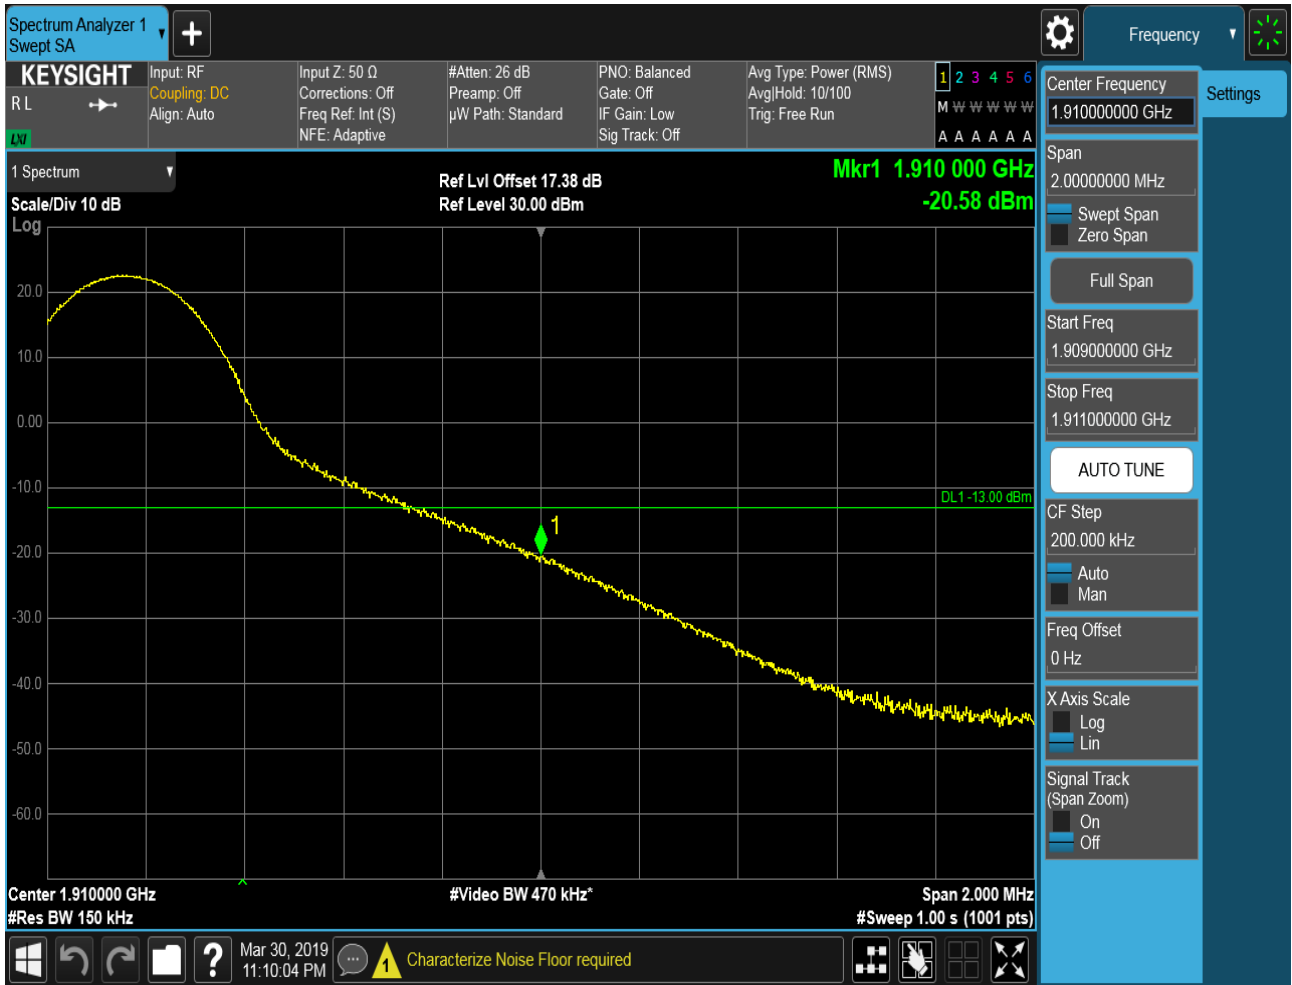 Spectrum Analyzer 1
Swept SA
Frequency
KEYSIGHT
R L
LXI
Input: RF
Coupling: DC
Align: Auto
Input Z: 50 Ω
Corrections: Off
Freq Ref: Int (S)
NFE: Adaptive
#Atten: 26 dB
Preamp: Off
µW Path: Standard
PNO: Balanced
Gate: Off
IF Gain: Low
Sig Track: Off
Avg Type: Power (RMS)
Avg|Hold: 10/100
Trig: Free Run
1 2 3 4 5 6
M W W W W W
A A A A A A
1 Spectrum
Scale/Div 10 dB
Log
Ref Lvl Offset 17.38 dB
Ref Level 30.00 dBm
Mkr1 1.910 000 GHz
-20.58 dBm
20.0
10.0
0.00
-10.0
-20.0
-30.0
-40.0
-50.0
-60.0
DL1 -13.00 dBm
1
Center 1.910000 GHz
#Res BW 150 kHz
#Video BW 470 kHz*
Span 2.000 MHz
#Sweep 1.00 s (1001 pts)
Center Frequency
1.910000000 GHz
Settings
Span
2.00000000 MHz
Swept Span
Zero Span
Full Span
Start Freq
1.909000000 GHz
Stop Freq
1.911000000 GHz
AUTO TUNE
CF Step
200.000 kHz
Auto
Man
Freq Offset
0 Hz
X Axis Scale
Log
Lin
Signal Track
(Span Zoom)
On
Off
?
Mar 30, 2019
11:10:04 PM
1
Characterize Noise Floor required